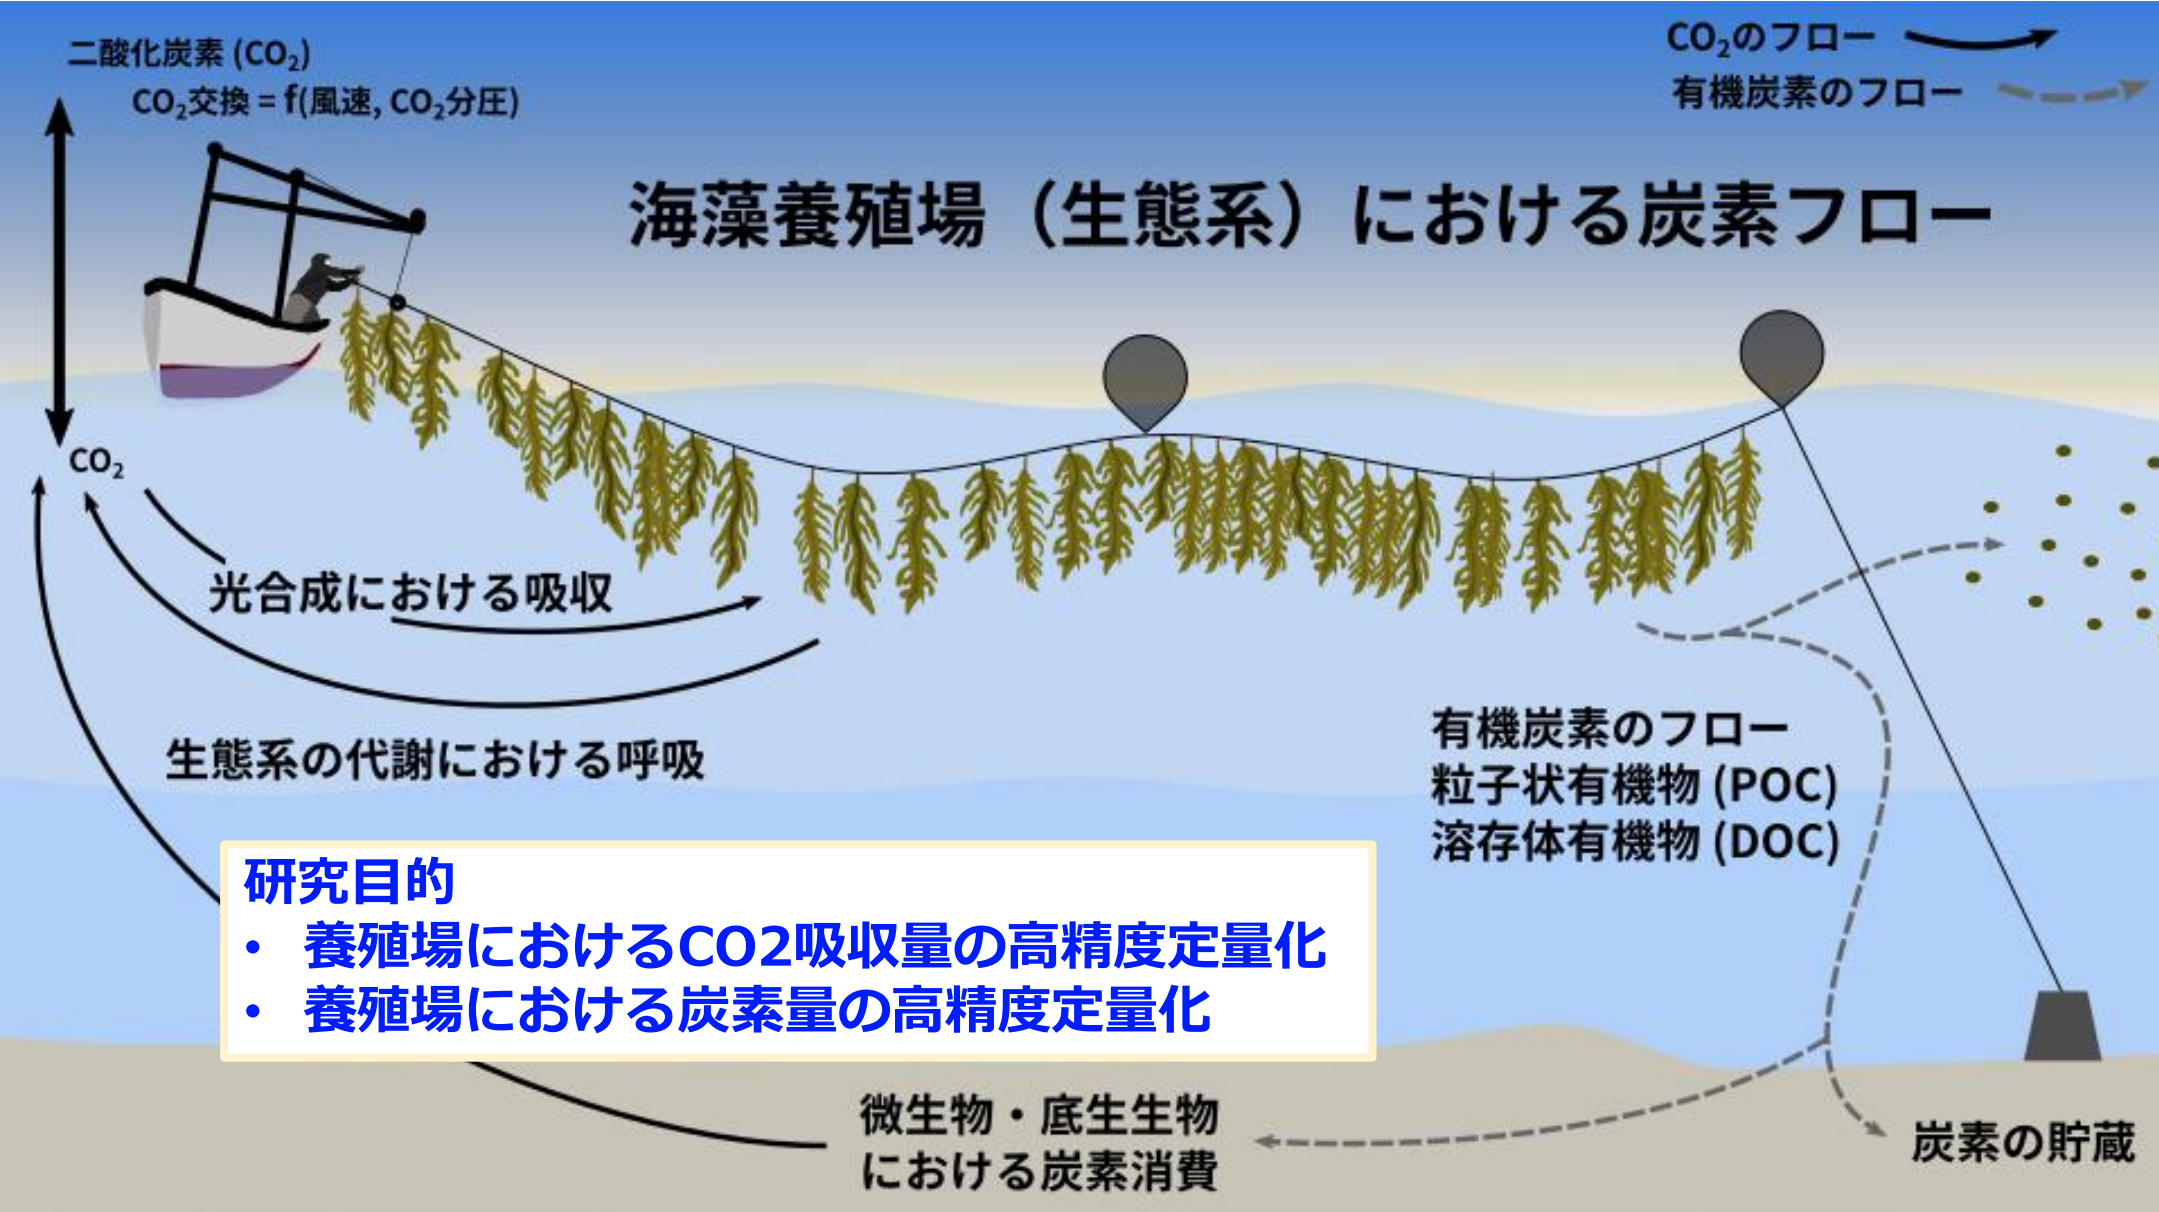 二酸化炭素 (CO₂)
CO₂交換 = f(風速, CO₂分圧)
CO₂のフロー
有機炭素のフロー
海藻養殖場（生態系）における炭素フロー
CO₂
光合成における吸収
生態系の代謝における呼吸
有機炭素のフロー
粒子状有機物 (POC)
溶存体有機物 (DOC)
研究目的
• 養殖場におけるCO2吸収量の高精度定量化
• 養殖場における炭素量の高精度定量化
微生物・底生生物
における炭素消費
炭素の貯蔵